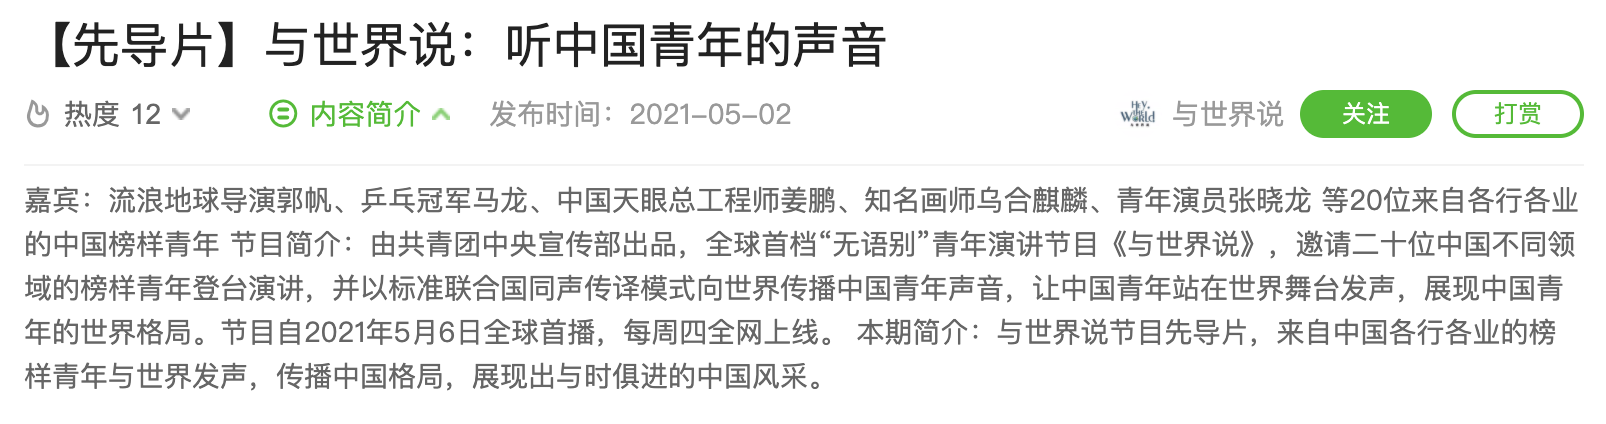 【先导片】与世界说：听中国青年的声音
热度 12 内容简介 发布时间：2021-05-02 HEY, the World 与世界说 关注 打赏
嘉宾：流浪地球导演郭帆、乒乓冠军马龙、中国天眼总工程师姜鹏、知名画师乌合麒麟、青年演员张晓龙 等20位来自各行各业
的中国榜样青年 节目简介：由共青团中央宣传部出品，全球首档“无语别”青年演讲节目《与世界说》，邀请二十位中国不同领
域的榜样青年登台演讲，并以标准联合国同声传译模式向世界传播中国青年声音，让中国青年站在世界舞台发声，展现中国青
年的世界格局。节目自2021年5月6日全球首播，每周四全网上线。 本期简介：与世界说节目先导片，来自中国各行各业的榜
样青年与世界发声，传播中国格局，展现出与时俱进的中国风采。